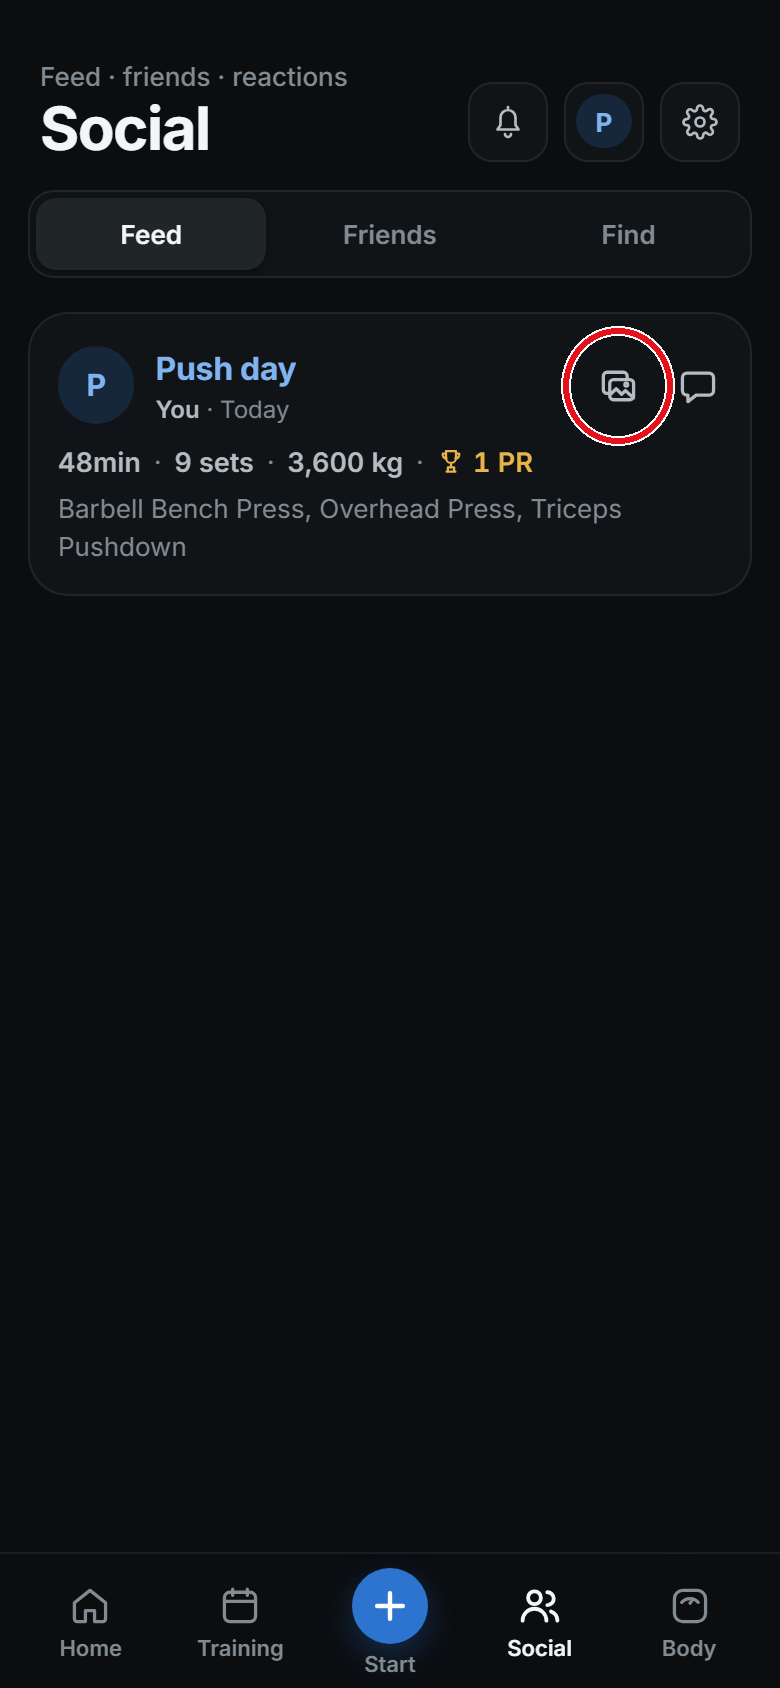 Feed · friends · reactions
Social
P
Feed
Friends
Find
P
Push day
You · Today
48min · 9 sets · 3,600 kg · 1 PR
Barbell Bench Press, Overhead Press, Triceps
Pushdown
Home
Training
Start
Social
Body